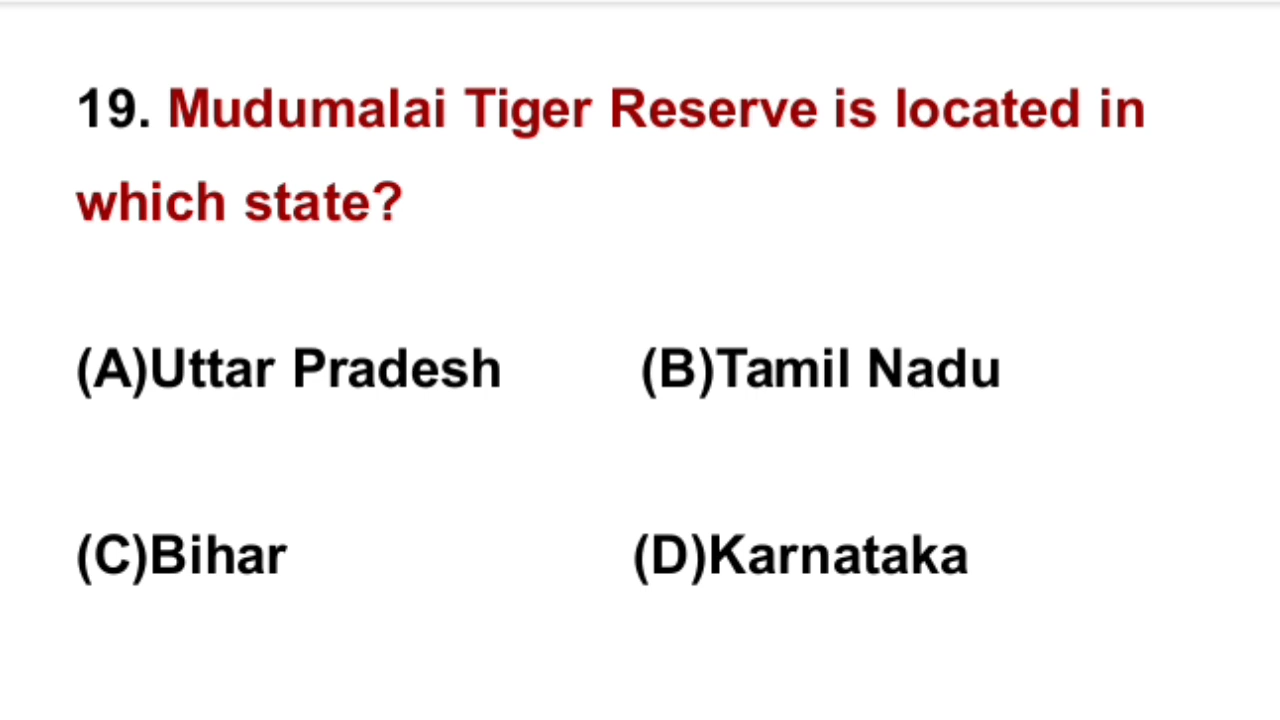 19. Mudumalai Tiger Reserve is located in
which state?
(A)Uttar Pradesh (B)Tamil Nadu
(C)Bihar (D)Karnataka